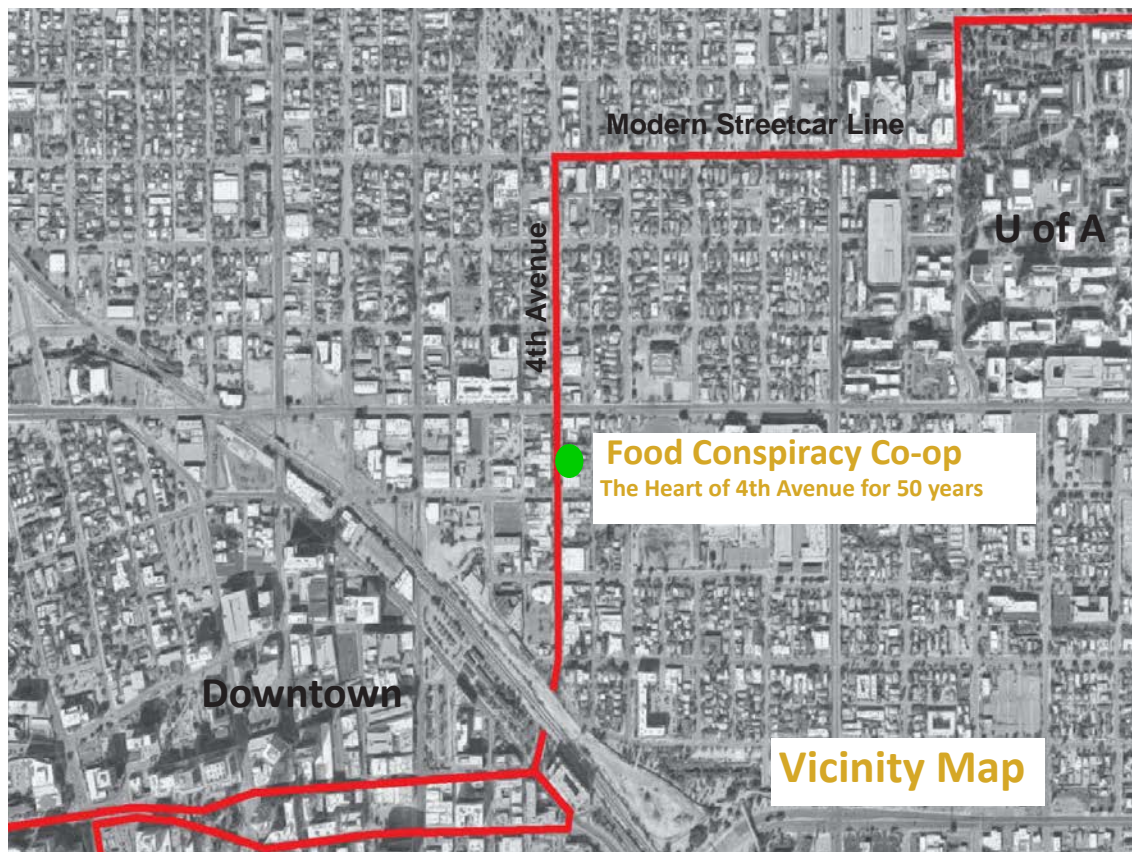 Modern Streetcar Line
U of A
4th Avenue
Food Conspiracy Co-op
The Heart of 4th Avenue for 50 years
Downtown
Vicinity Map